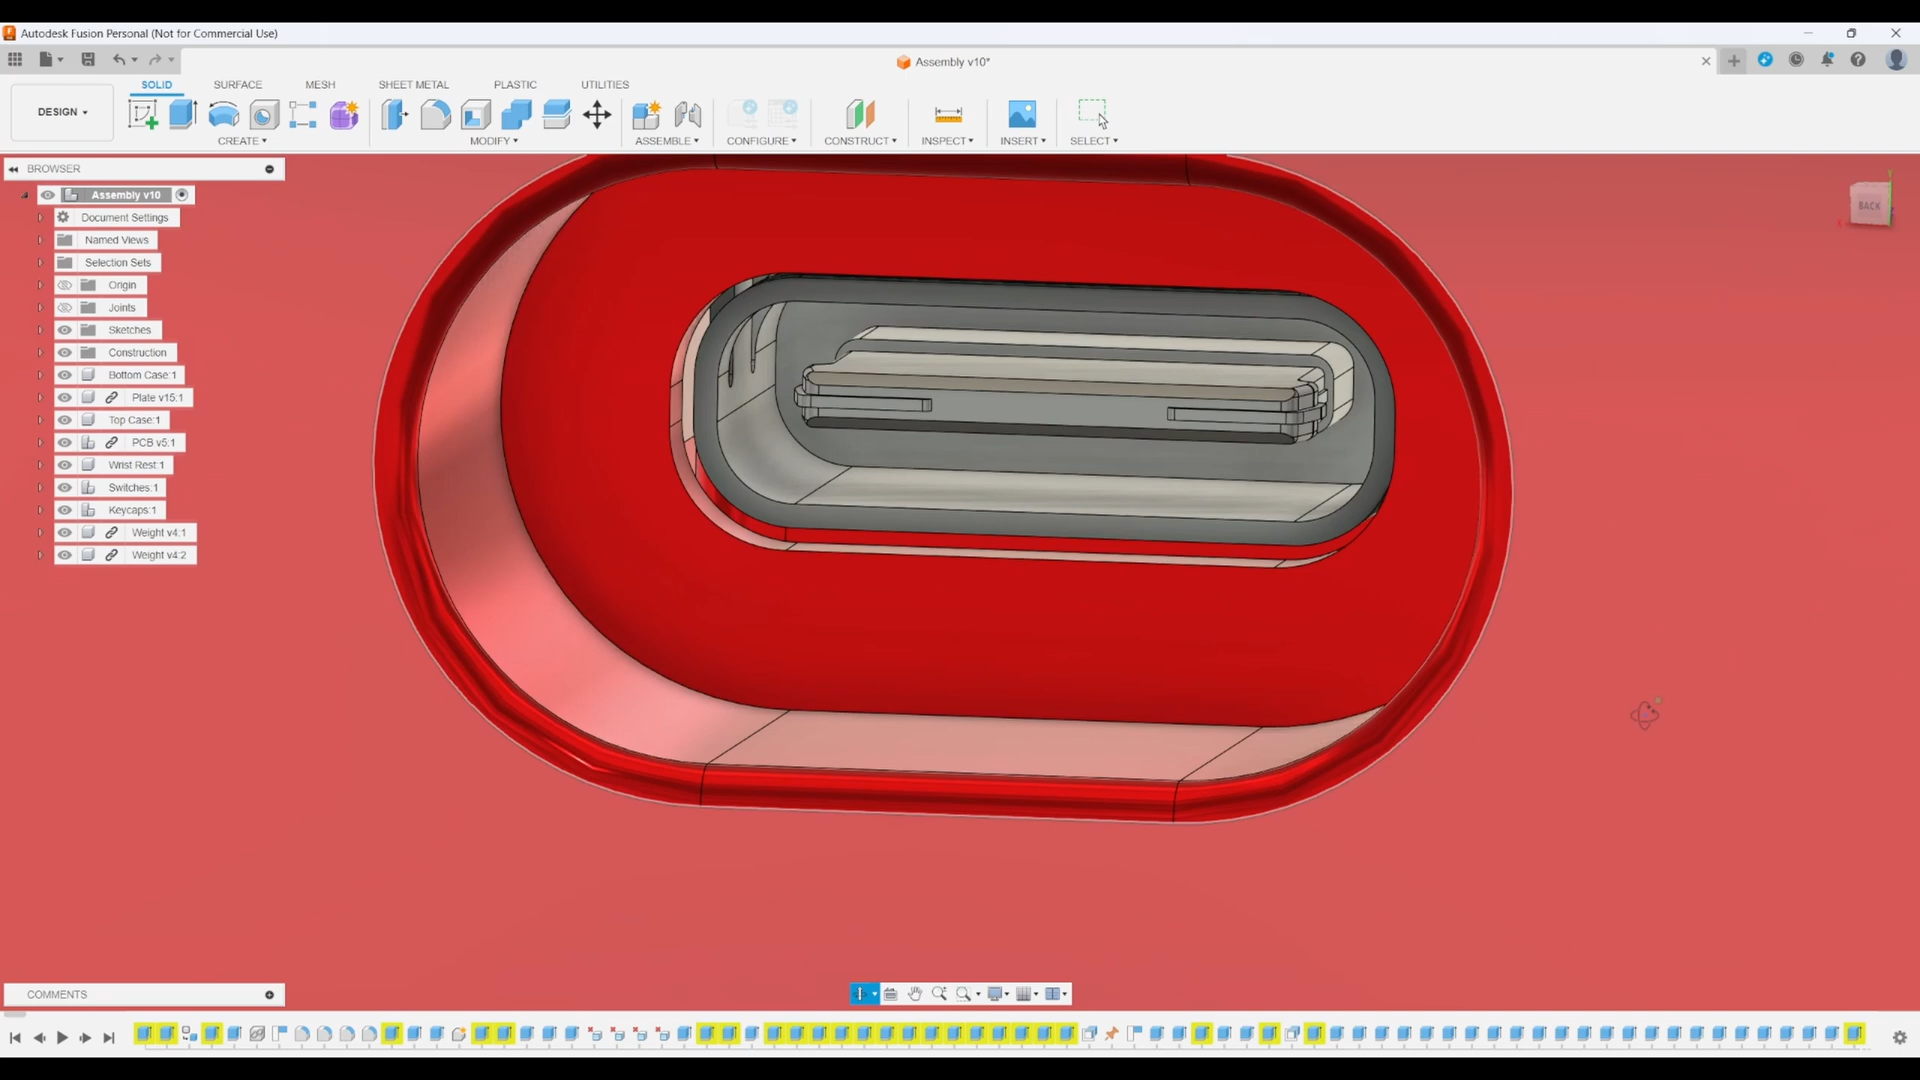 Autodesk Fusion Personal (Not for Commercial Use)
Assembly v10*
SOLID
SURFACE
MESH
SHEET METAL
PLASTIC
UTILITIES
DESIGN
CREATE
MODIFY
ASSEMBLE
CONFIGURE
CONSTRUCT
INSPECT
INSERT
SELECT
BROWSER
Assembly v10
Document Settings
Named Views
Selection Sets
Origin
Joints
Sketches
Construction
Bottom Case:1
Plate v15:1
Top Case:1
PCB v5:1
Wrist Rest:1
Switches:1
Keycaps:1
Weight v4:1
Weight v4:2
BACK
COMMENTS